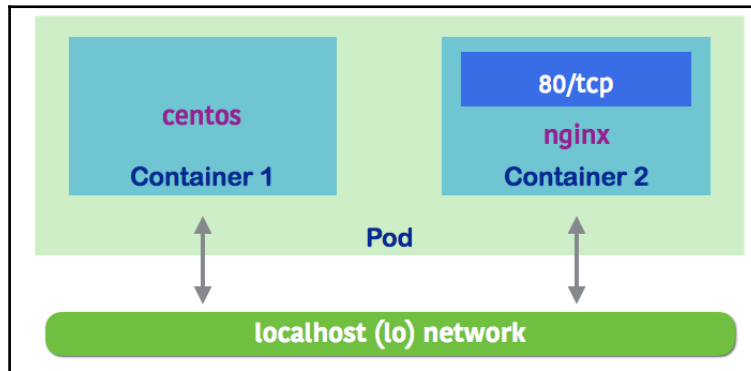 80/tcp
centos
nginx
Container 1
Container 2
Pod
localhost (lo) network